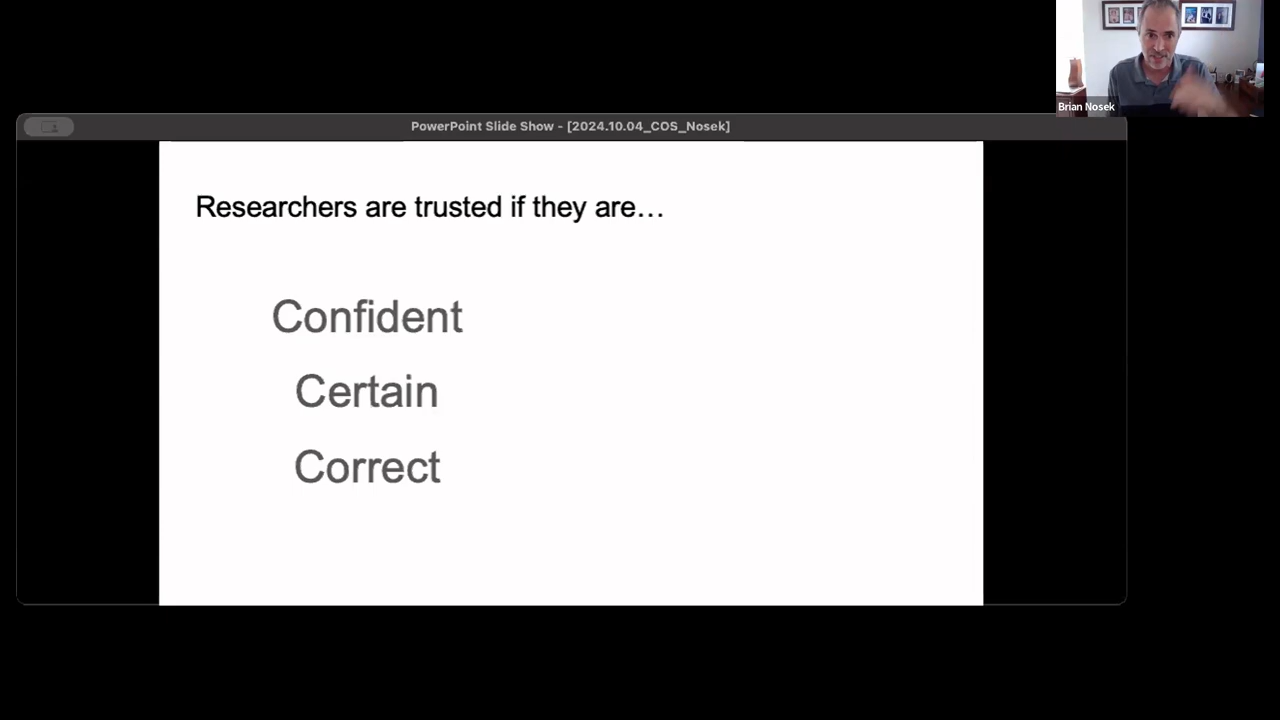 Brian Nosek
PowerPoint Slide Show - [2024.10.04_COS_Nosek]
Researchers are trusted if they are…
Confident
Certain
Correct